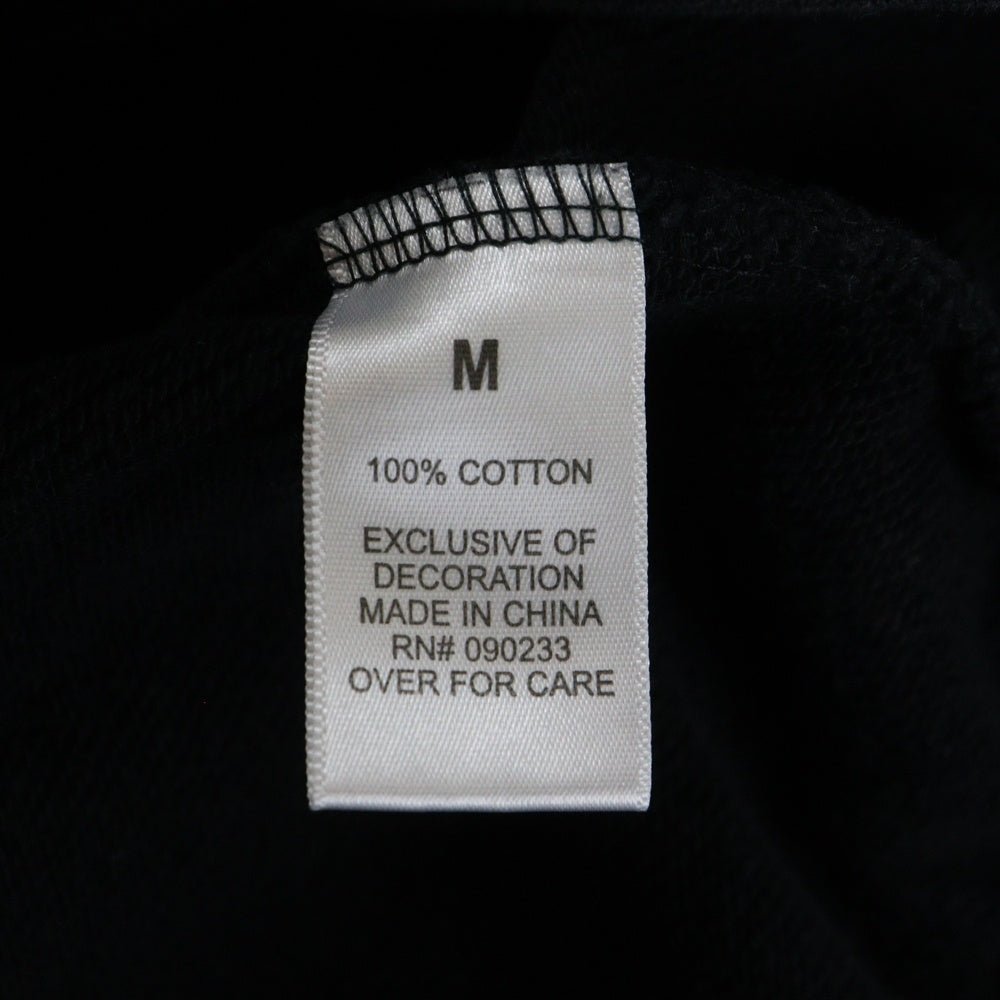 M
100% COTTON
EXCLUSIVE OF
DECORATION
MADE IN CHINA
RN# 090233
OVER FOR CARE